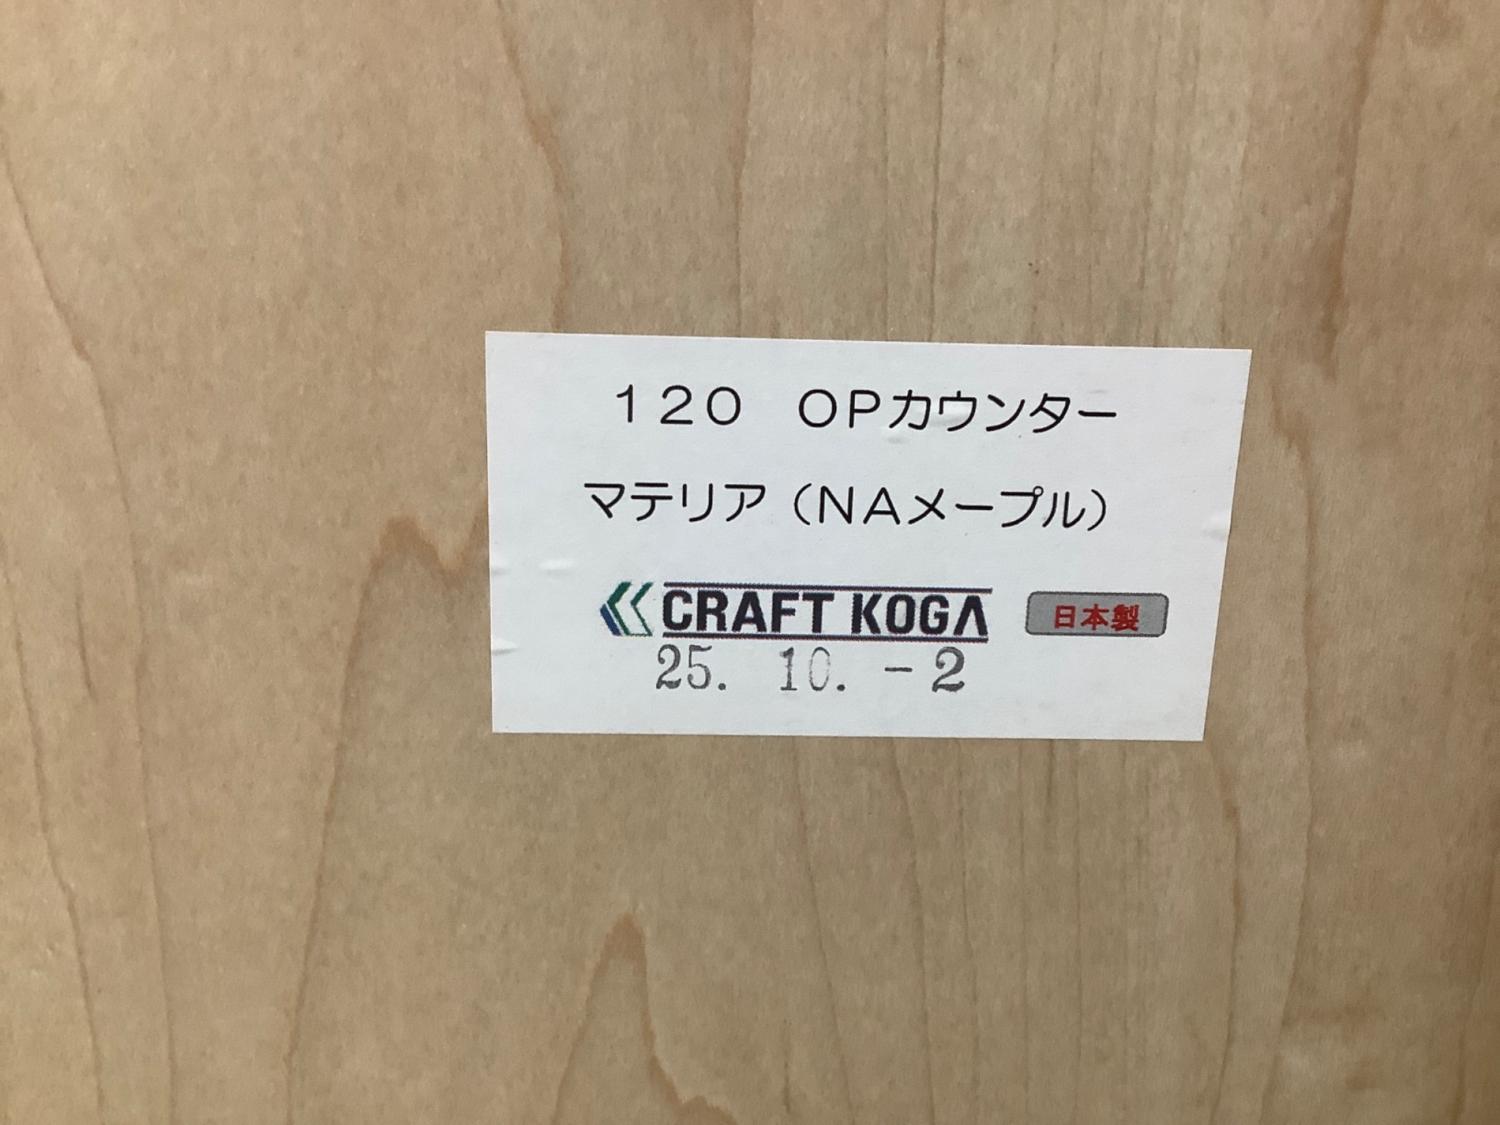 １２０　ＯＰカウンター
マテリア（ＮＡメープル）
CRAFT KOGA 日本製
25. 10. -2